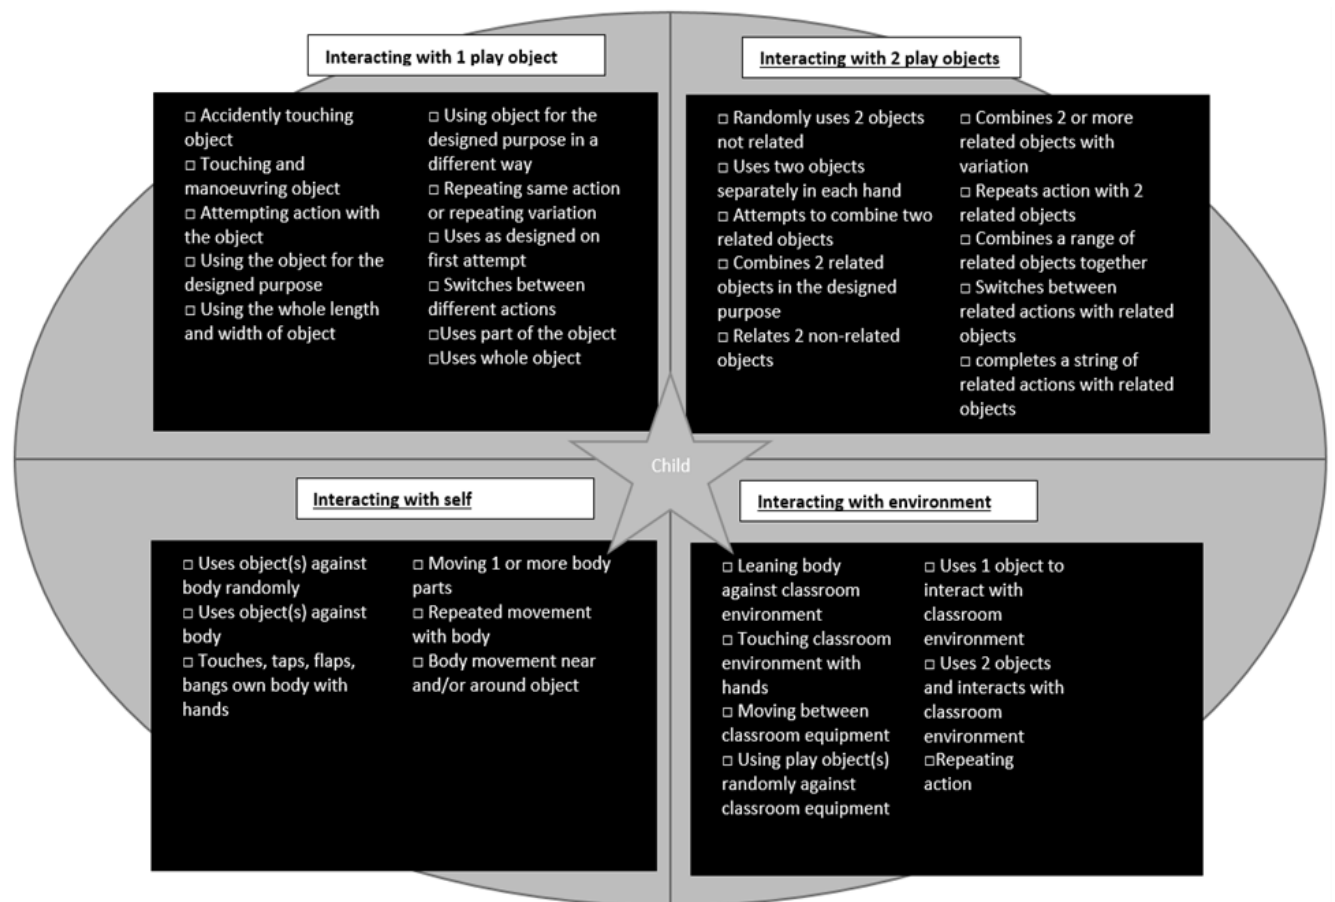 Interacting with 1 play object
□ Accidently touching
object
□ Touching and
manoeuvring object
□ Attempting action with
the object
□ Using the object for the
designed purpose
□ Using the whole length
and width of object
□ Using object for the
designed purpose in a
different way
□ Repeating same action
or repeating variation
□ Uses as designed on
first attempt
□ Switches between
different actions
□Uses part of the object
□Uses whole object
Interacting with 2 play objects
□ Randomly uses 2 objects
not related
□ Uses two objects
separately in each hand
□ Attempts to combine two
related objects
□ Combines 2 related
objects in the designed
purpose
□ Relates 2 non-related
objects
□ Combines 2 or more
related objects with
variation
□ Repeats action with 2
related objects
□ Combines a range of
related objects together
□ Switches between
related actions with related
objects
□ completes a string of
related actions with related
objects
Child
Interacting with self
□ Uses object(s) against
body randomly
□ Uses object(s) against
body
□ Touches, taps, flaps,
bangs own body with
hands
□ Moving 1 or more body
parts
□ Repeated movement
with body
□ Body movement near
and/or around object
Interacting with environment
□ Leaning body
against classroom
environment
□ Touching classroom
environment with
hands
□ Moving between
classroom equipment
□ Using play object(s)
randomly against
classroom equipment
□ Uses 1 object to
interact with
classroom
environment
□ Uses 2 objects
and interacts with
classroom
environment
□Repeating
action